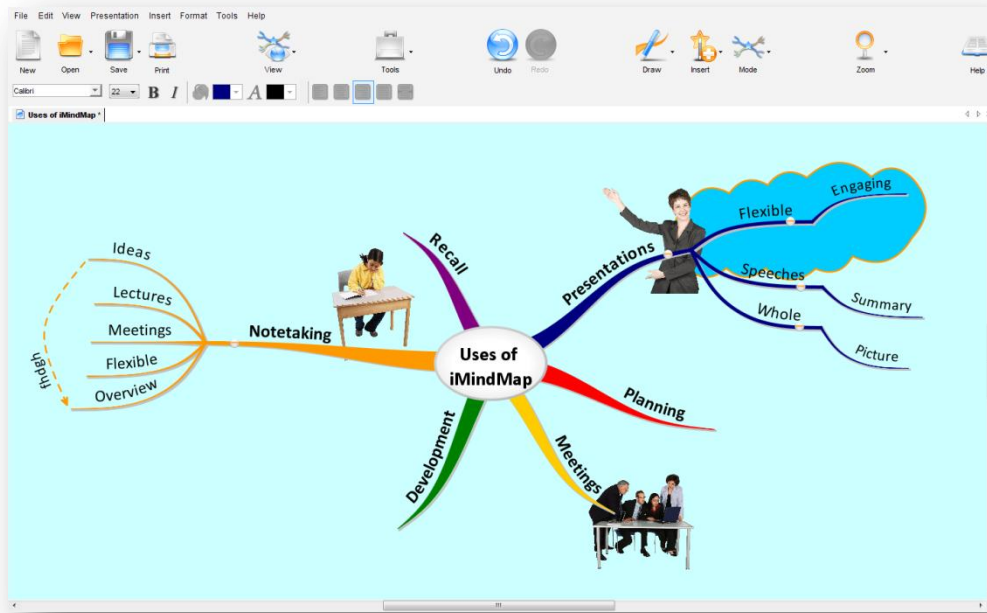 File Edit View Presentation Insert Format Tools Help
New Open Save Print View Tools Undo Redo Draw Insert Mode Zoom Help
Calibri 22 B I A
Uses of iMindMap *
Uses of
iMindMap
Recall
Presentations
Flexible
Engaging
Speeches
Summary
Whole
Picture
Planning
Meetings
Development
Notetaking
Ideas
Lectures
Meetings
Flexible
Overview
fhdgh